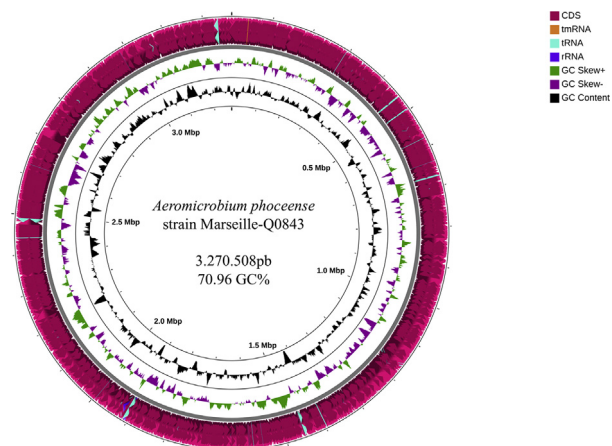 CDS
tmRNA
tRNA
rRNA
GC Skew+
GC Skew-
GC Content
3.0 Mbp
0.5 Mbp
Aeromicrobium phoceense
strain Marseille-Q0843
2.5 Mbp
3.270.508pb
70.96 GC%
1.0 Mbp
2.0 Mbp
1.5 Mbp